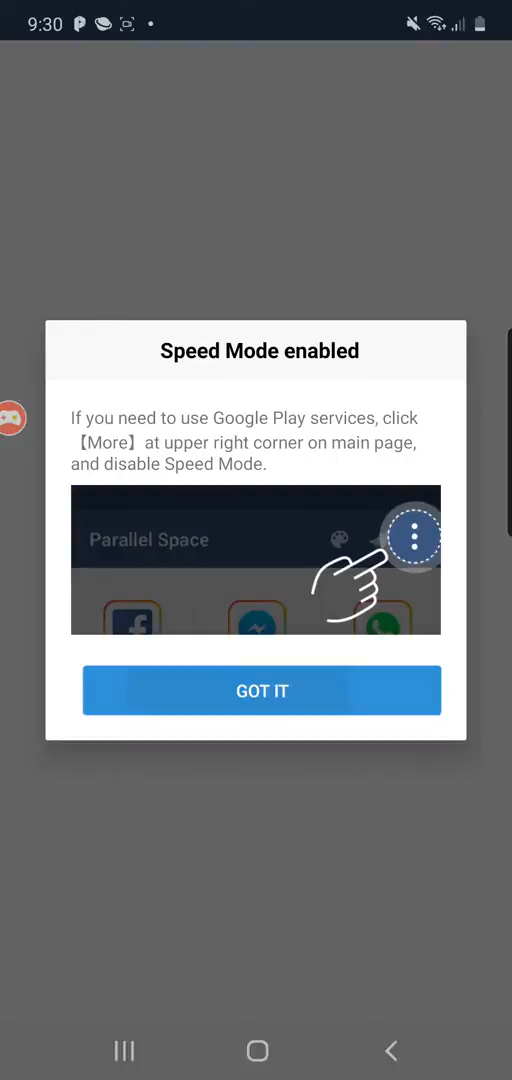 9:30
Speed Mode enabled
If you need to use Google Play services, click
【More】at upper right corner on main page,
and disable Speed Mode.
Parallel Space
GOT IT